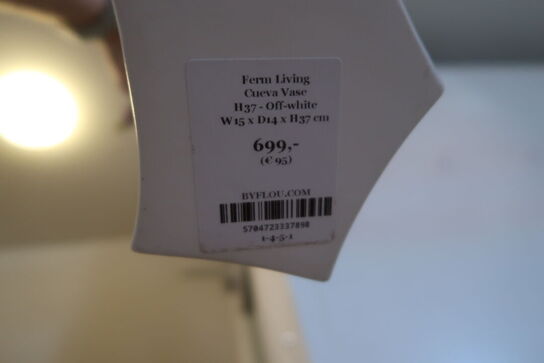 Ferm Living
Cueva Vase
H37 - Off-white
W15 x D14 x H37 cm
699,-
(€ 95)
BYFLOU.COM
5704723337898
1-4-5-1